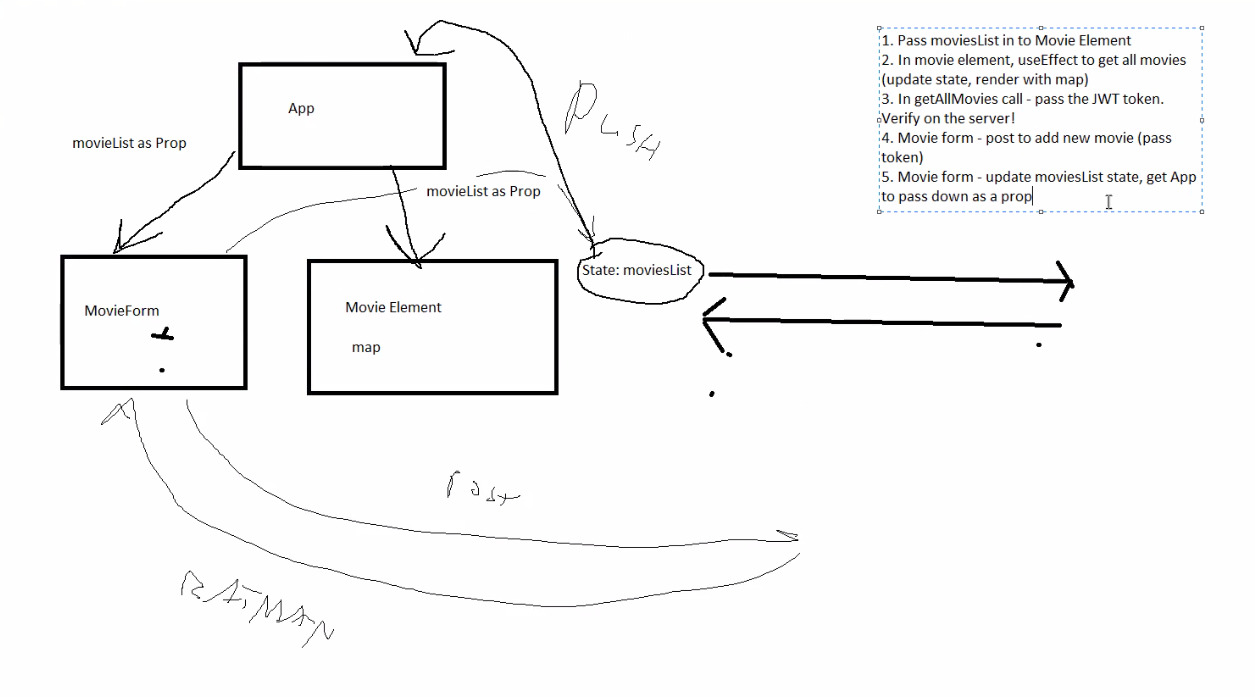 1. Pass moviesList in to Movie Element
2. In movie element, useEffect to get all movies
(update state, render with map)
3. In getAllMovies call - pass the JWT token.
Verify on the server!
4. Movie form - post to add new movie (pass
token)
5. Movie form - update moviesList state, get App
to pass down as a prop
App
PUSH
movieList as Prop
movieList as Prop
State: moviesList
MovieForm
Movie Element
map
Post
BATMAN